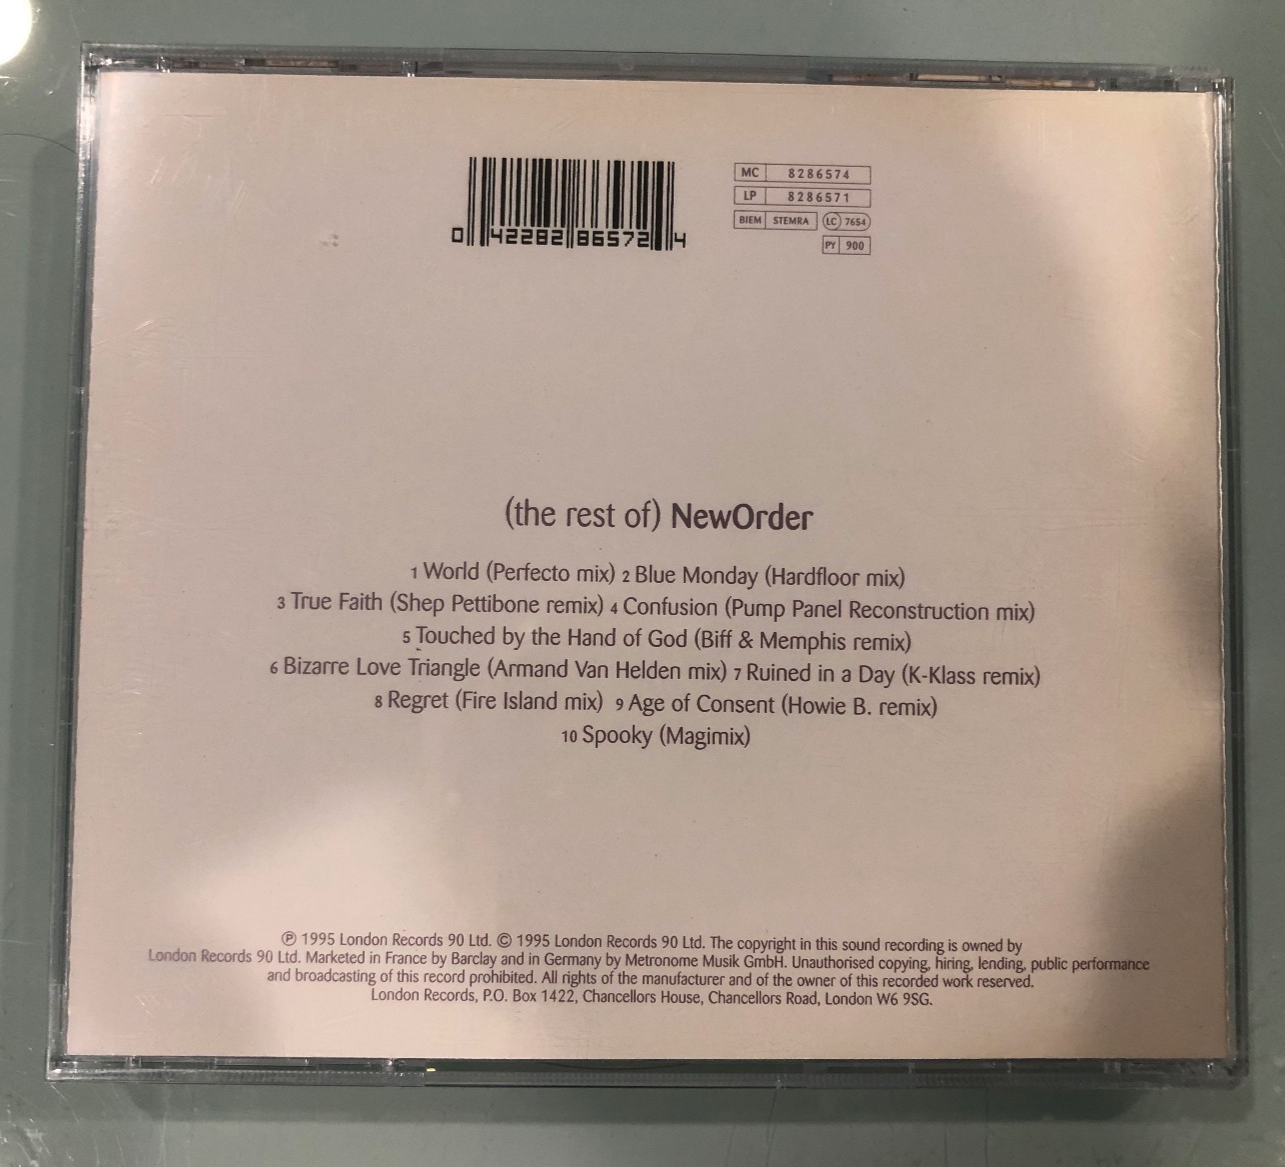 0 42282 86572 4
MC 8286574
LP 8286571
BIEM STEMRA LC 7654
PY 900
(the rest of) NewOrder
1 World (Perfecto mix) 2 Blue Monday (Hardfloor mix)
3 True Faith (Shep Pettibone remix) 4 Confusion (Pump Panel Reconstruction mix)
5 Touched by the Hand of God (Biff & Memphis remix)
6 Bizarre Love Triangle (Armand Van Helden mix) 7 Ruined in a Day (K-Klass remix)
8 Regret (Fire Island mix) 9 Age of Consent (Howie B. remix)
10 Spooky (Magimix)
℗ 1995 London Records 90 Ltd. © 1995 London Records 90 Ltd. The copyright in this sound recording is owned by
London Records 90 Ltd. Marketed in France by Barclay and in Germany by Metronome Musik GmbH. Unauthorised copying, hiring, lending, public performance
and broadcasting of this record prohibited. All rights of the manufacturer and of the owner of this recorded work reserved.
London Records, P.O. Box 1422, Chancellors House, Chancellors Road, London W6 9SG.